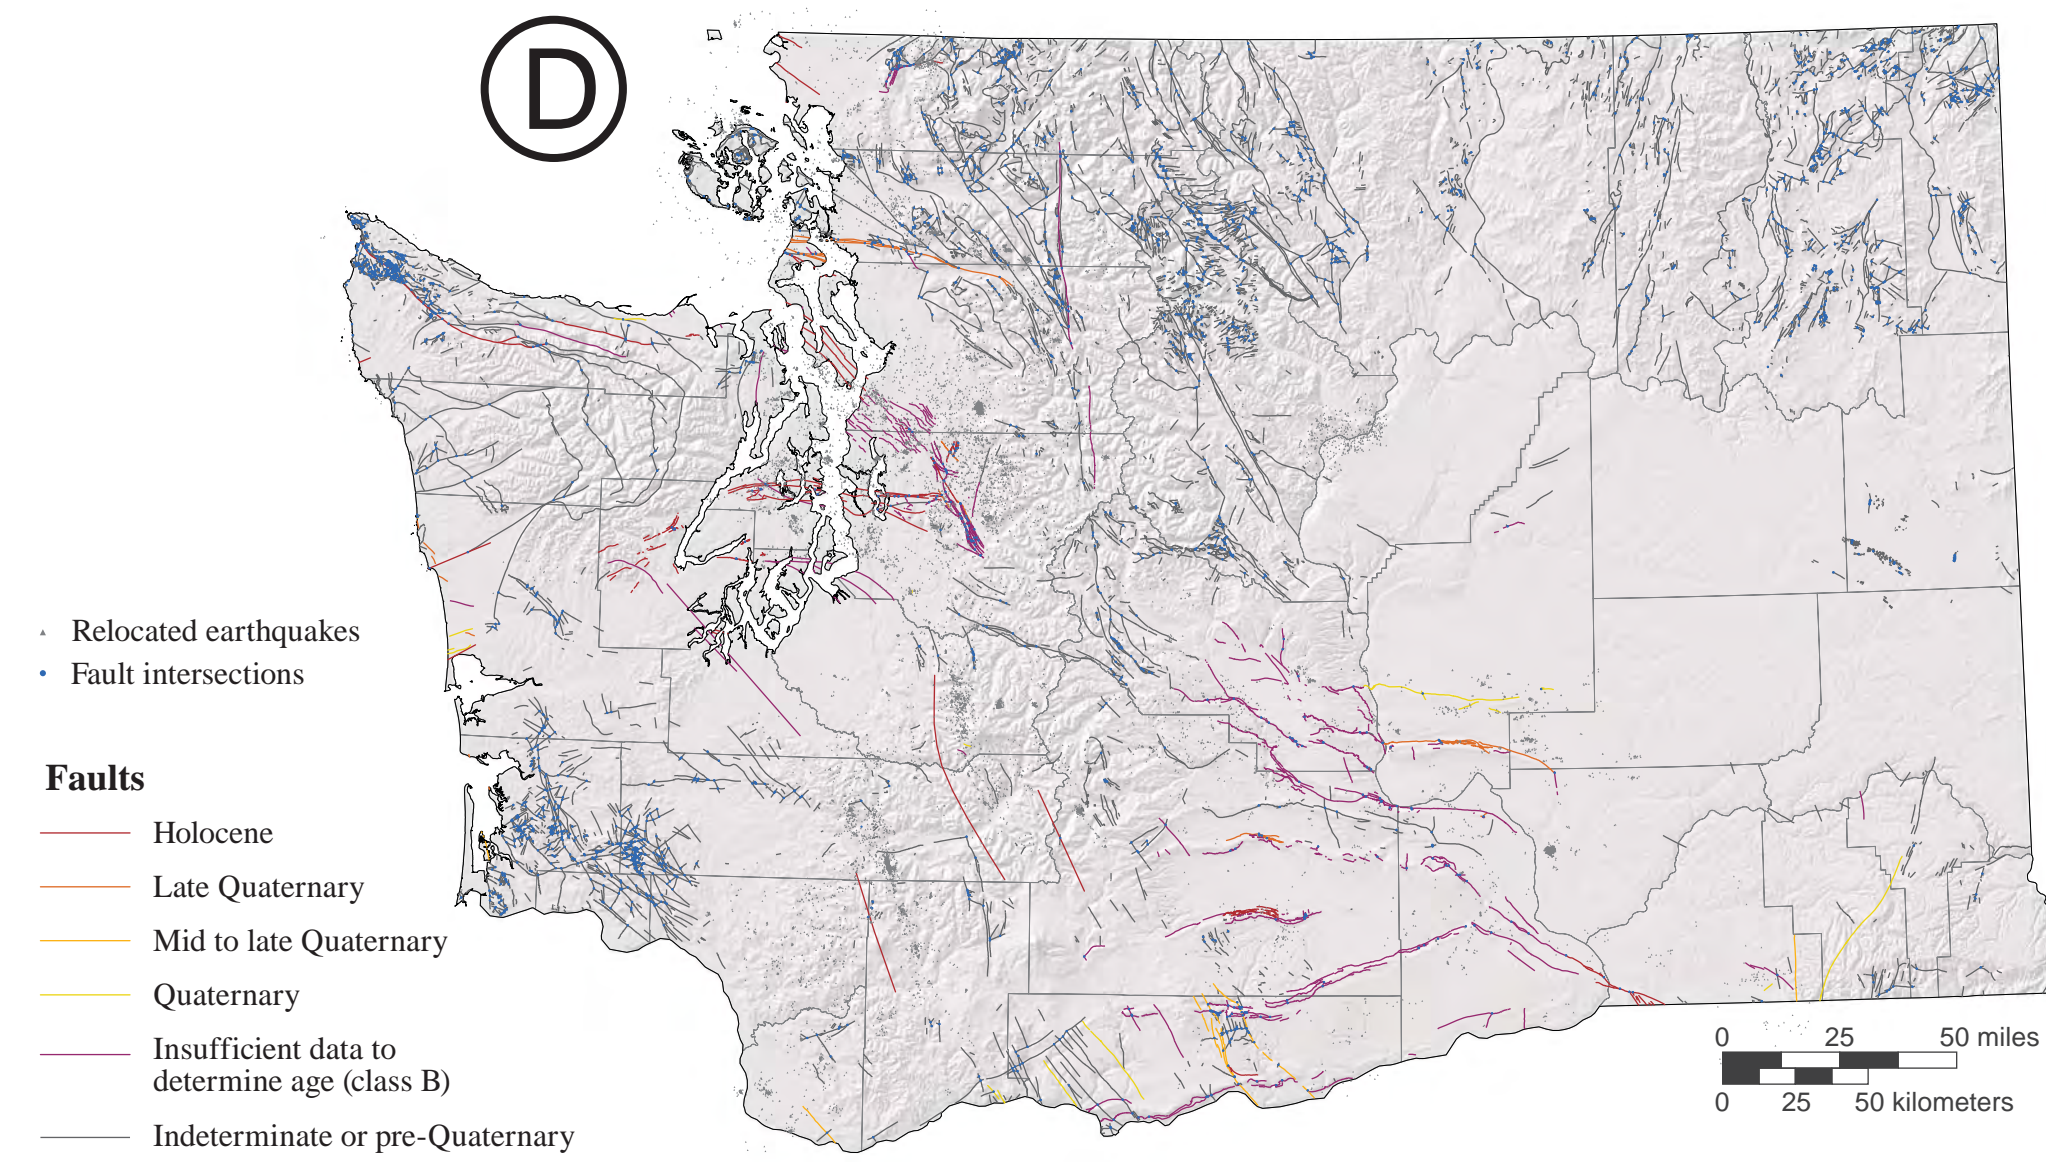 D
Relocated earthquakes
Fault intersections
Faults
Holocene
Late Quaternary
Mid to late Quaternary
Quaternary
Insufficient data to
determine age (class B)
Indeterminate or pre-Quaternary
0 25 50 miles
0 25 50 kilometers